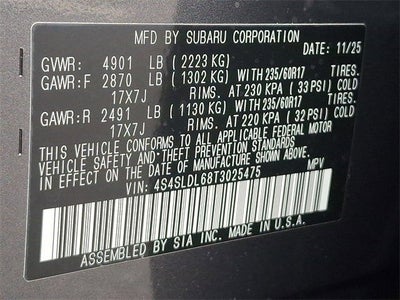 MFD BY SUBARU CORPORATION
DATE: 11/25
GVWR: 4901 LB (2223 KG)
GAWR:F 2870 LB (1302 KG) WITH 235/60R17 TIRES.
17X7J RIMS. AT 230 KPA (33 PSI) COLD
GAWR:R 2491 LB (1130 KG) WITH 235/60R17 TIRES.
17X7J RIMS. AT 220 KPA (32 PSI) COLD
THIS VEHICLE CONFORMS TO ALL APPLICABLE FEDERAL MOTOR
VEHICLE SAFETY AND THEFT PREVENTION STANDARDS IN
EFFECT ON THE DATE OF MANUFACTURE SHOWN ABOVE.
VIN: 4S4SLDL68T3025475 MPV
ASSEMBLED BY SIA INC. MADE IN U.S.A.